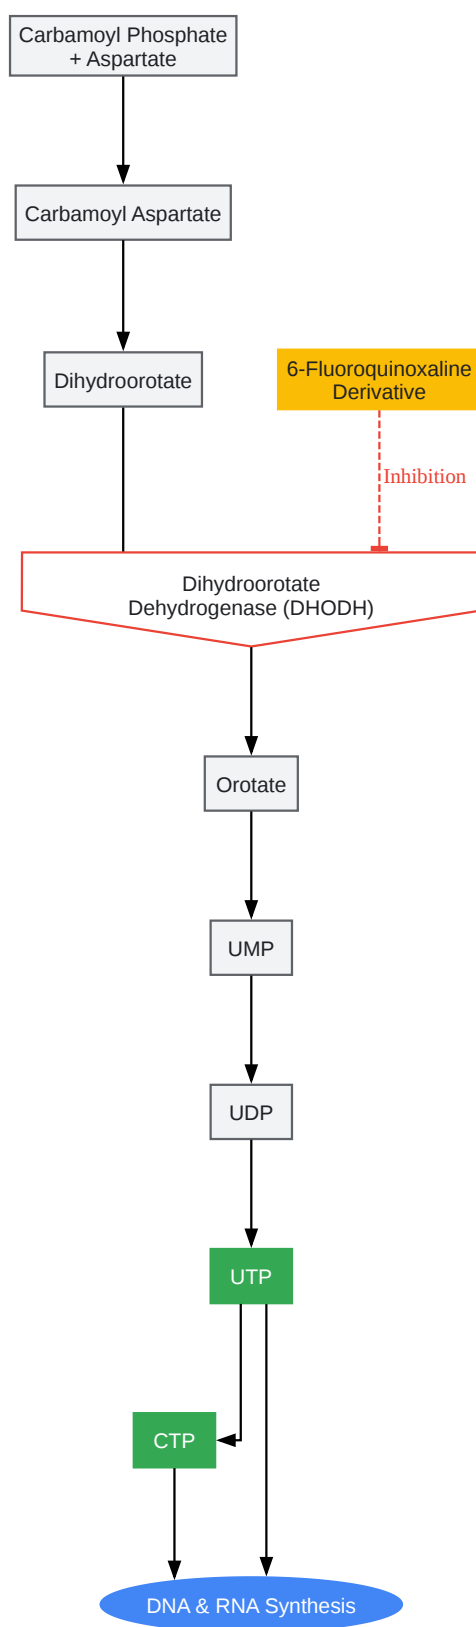 Carbamoyl Phosphate
+ Aspartate
Carbamoyl Aspartate
Dihydroorotate
6-Fluoroquinoxaline
Derivative
Inhibition
Dihydroorotate
Dehydrogenase (DHODH)
Orotate
UMP
UDP
UTP
CTP
DNA & RNA Synthesis